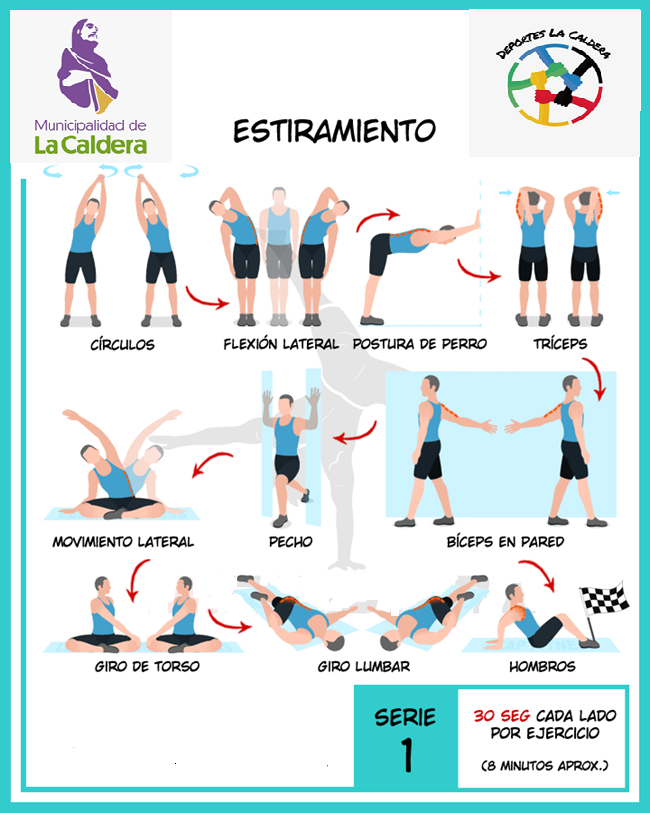 Municipalidad de
La Caldera
DEPORTES LA CALDERA
ESTIRAMIENTO
CÍRCULOS
FLEXIÓN LATERAL
POSTURA DE PERRO
TRÍCEPS
MOVIMIENTO LATERAL
PECHO
BÍCEPS EN PARED
GIRO DE TORSO
GIRO LUMBAR
HOMBROS
SERIE
1
30 SEG CADA LADO
POR EJERCICIO
(8 MINUTOS APROX.)